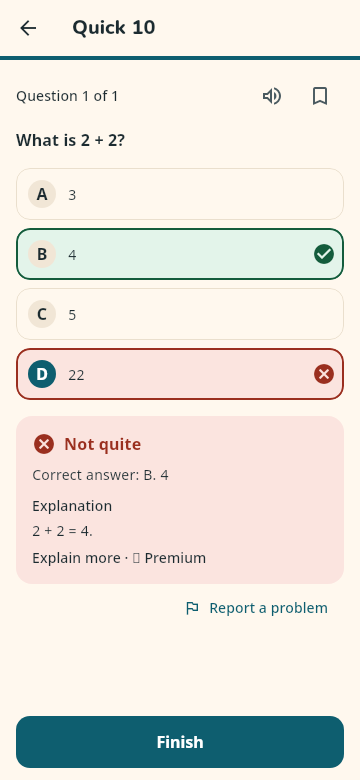 Quick 10
Question 1 of 1
What is 2 + 2?
A 3
B 4
C 5
D 22
Not quite
Correct answer: B. 4
Explanation
2 + 2 = 4.
Explain more · Premium
Report a problem
Finish